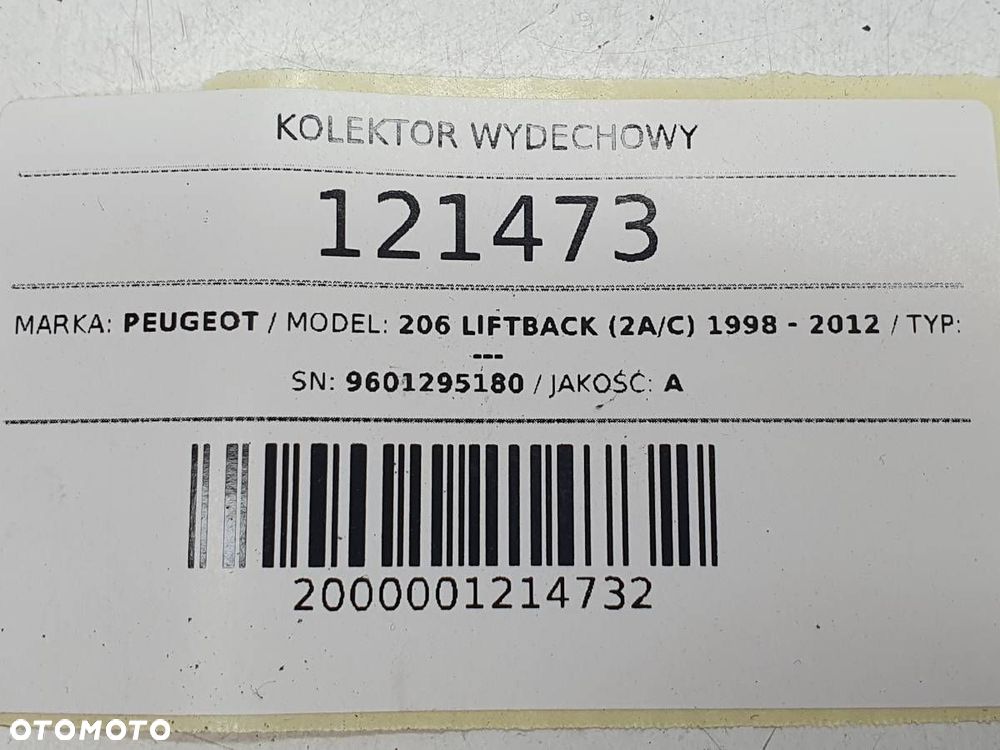 KOLEKTOR WYDECHOWY
121473
MARKA: PEUGEOT / MODEL: 206 LIFTBACK (2A/C) 1998 - 2012 / TYP:
---
SN: 9601295180 / JAKOŚĆ: A
2000001214732
OTOMOTO